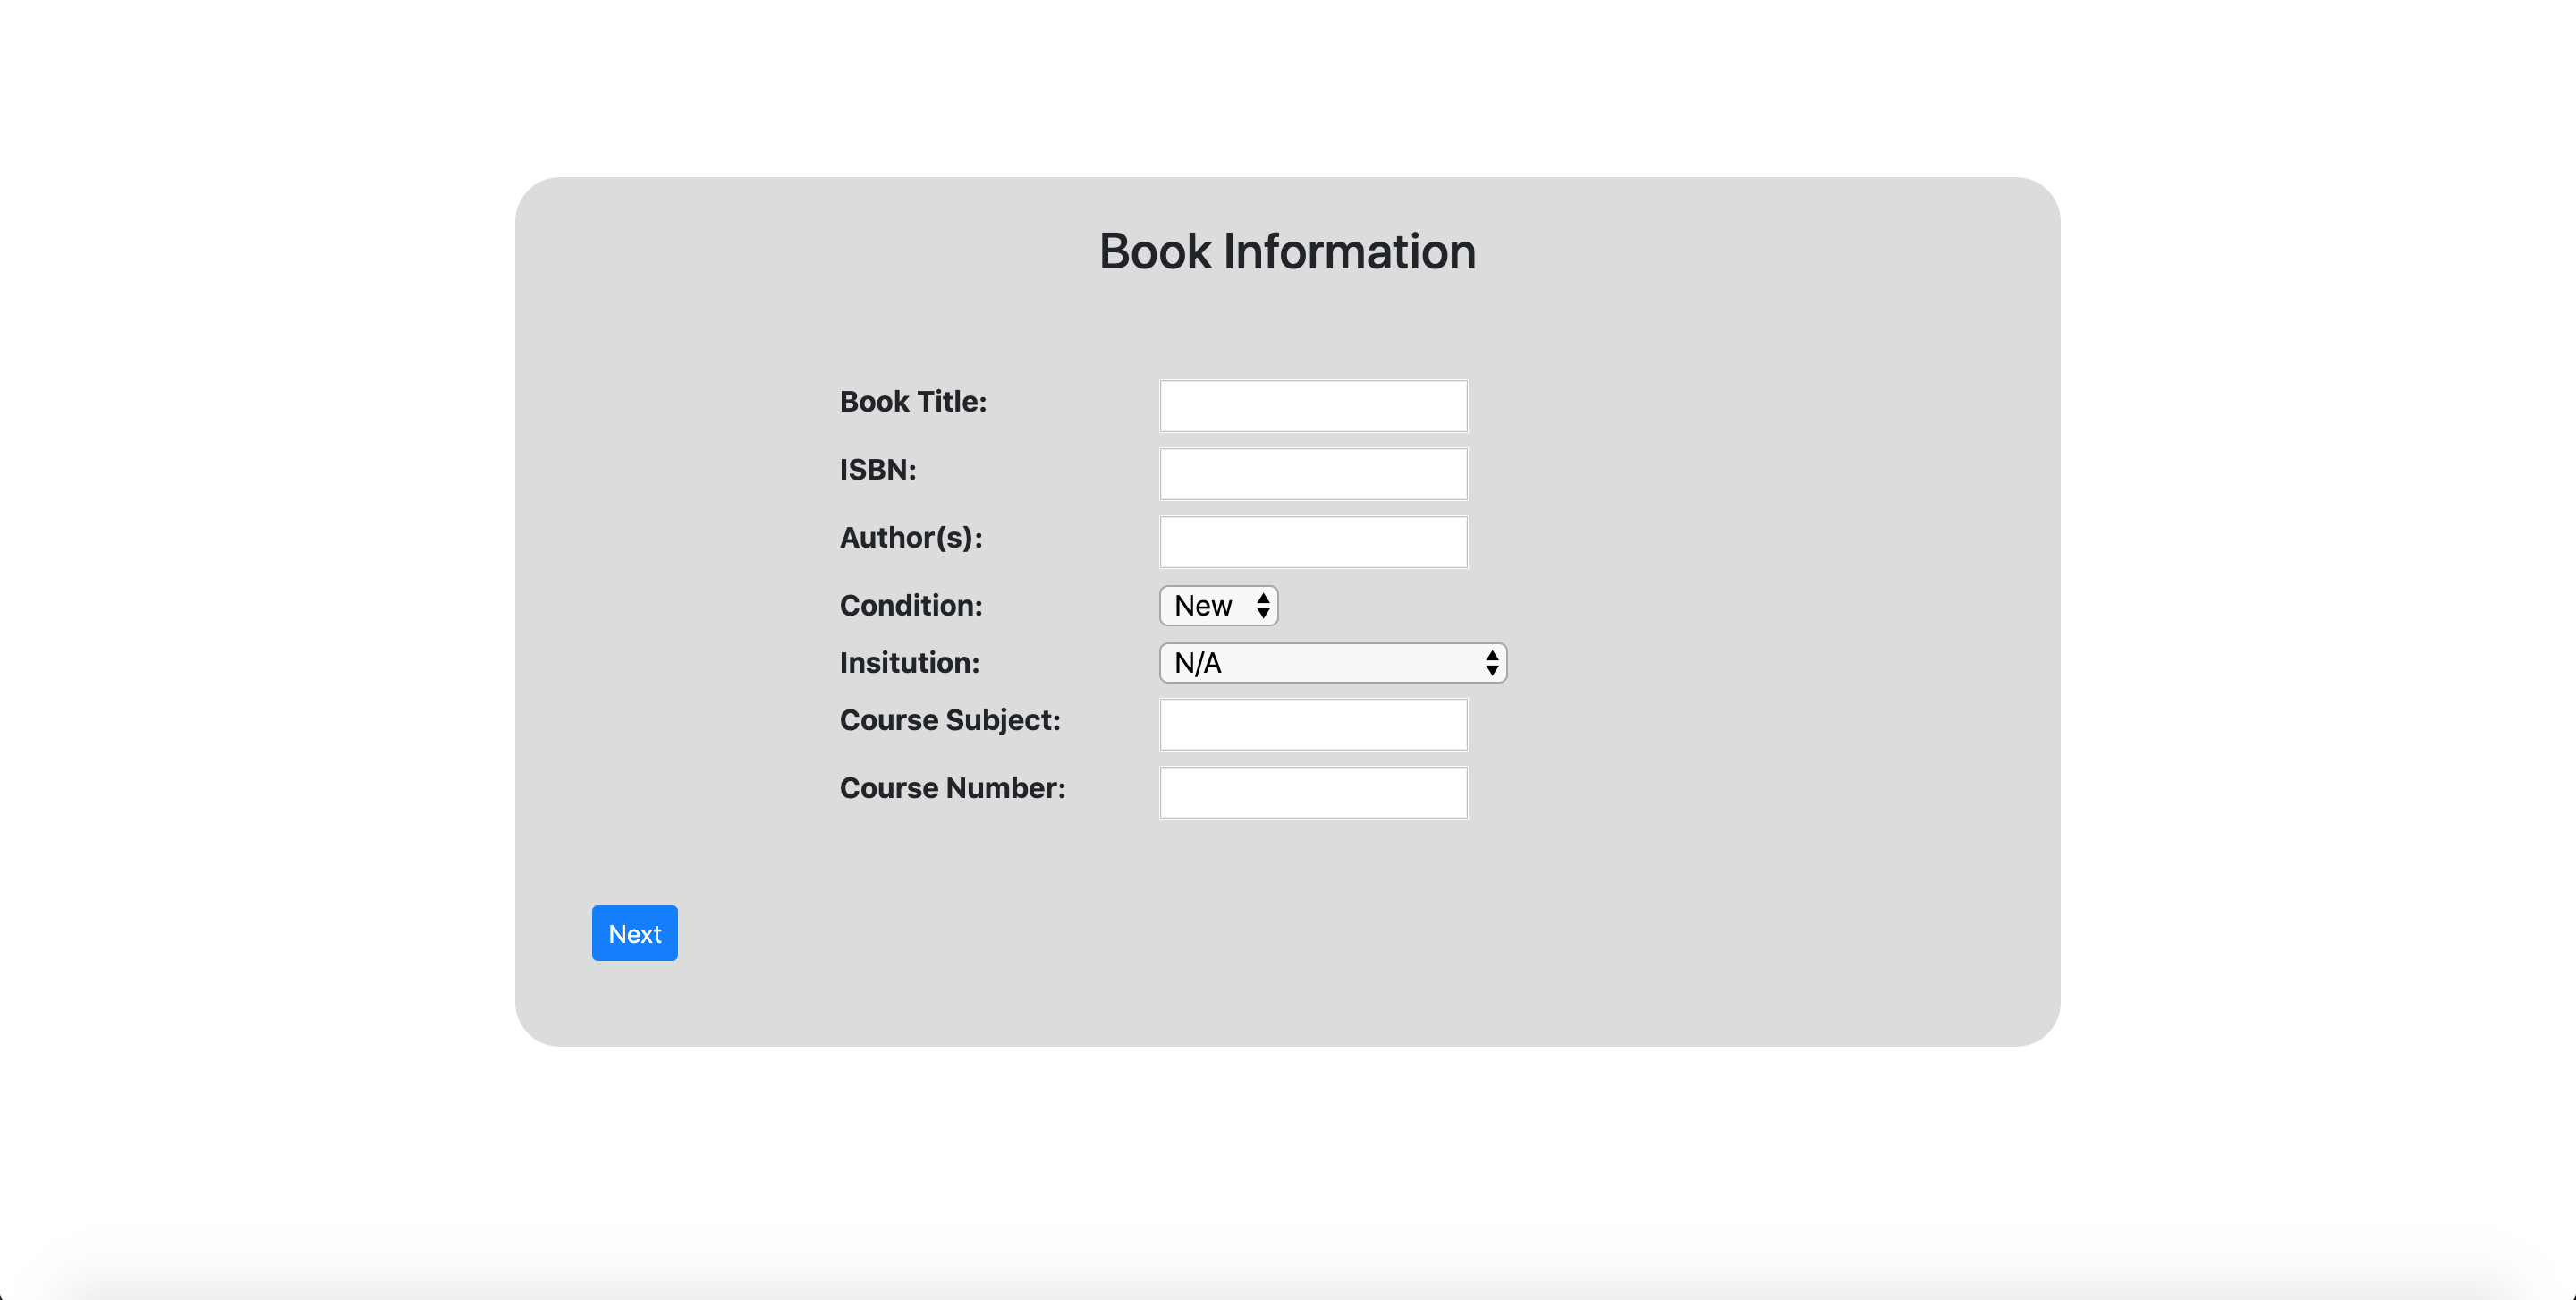 Book Information
Book Title:
ISBN:
Author(s):
Condition: New
Insitution: N/A
Course Subject:
Course Number:
Next